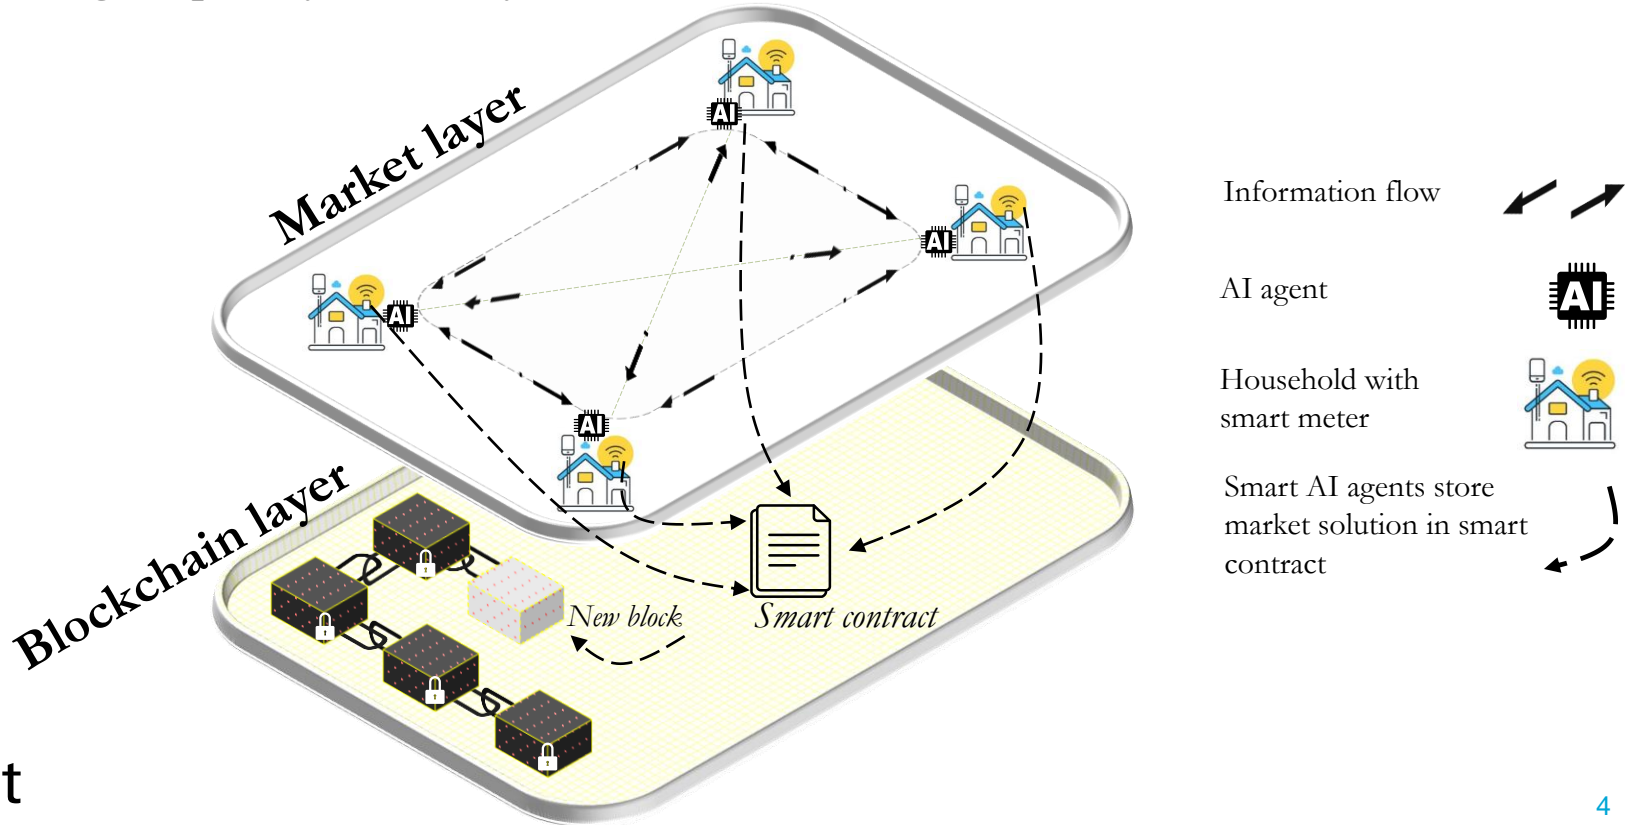 Market layer
AI
AI
AI
AI
Blockchain layer
New block
Smart contract
Information flow
AI agent
AI
Household with
smart meter
Smart AI agents store
market solution in smart
contract
t
4